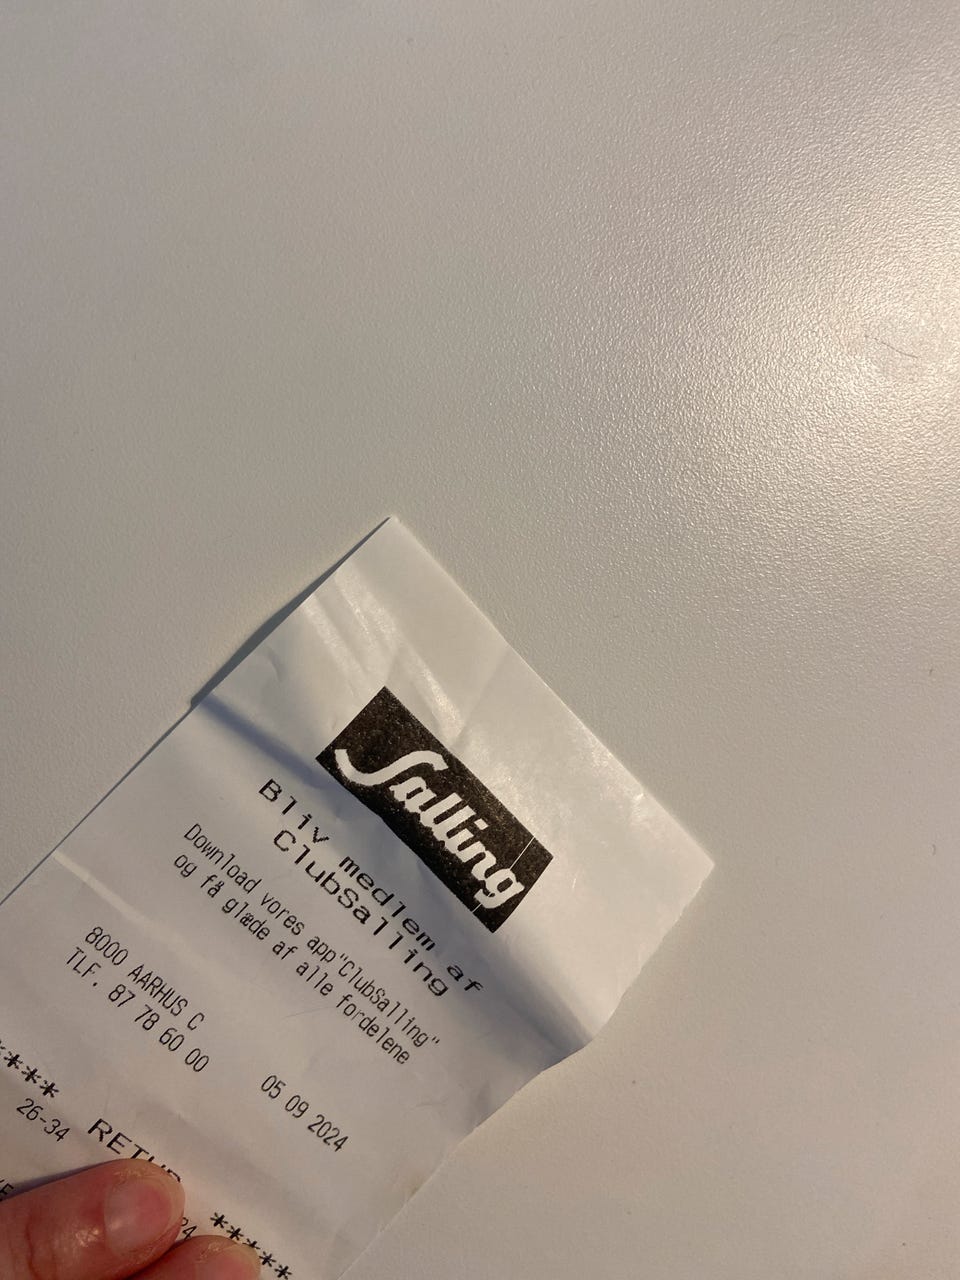 Salling
Bliv medlem af
ClubSalling
Download vores app"ClubSalling"
og få glæde af alle fordelene
8000 AARHUS C
TLF. 87 78 60 00
05 09 2024
**** *****
26-34